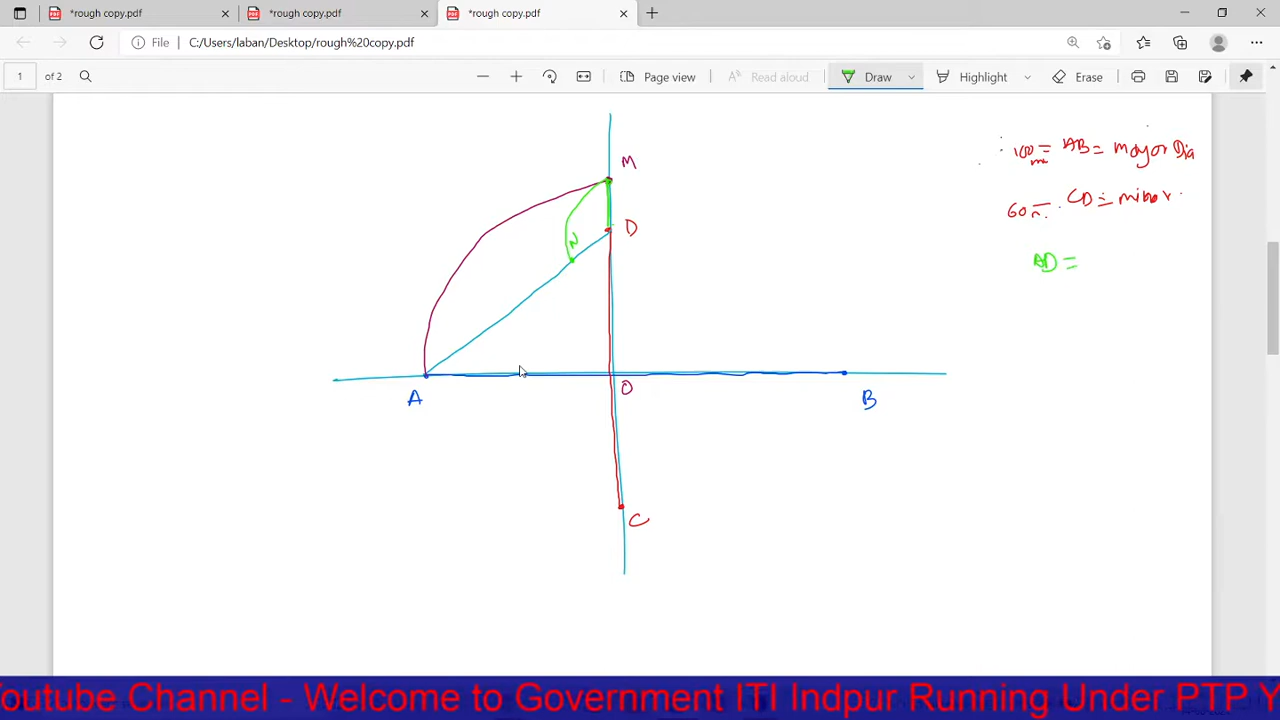 *rough copy.pdf
*rough copy.pdf
*rough copy.pdf
File C:/Users/laban/Desktop/rough%20copy.pdf
1 of 2 Page view Read aloud Draw Highlight Erase
M
100 = AB = major Dia
CD = minor
D
N
AD =
O
A
B
C
Youtube Channel - Welcome to Government ITI Indpur Running Under PTP Y